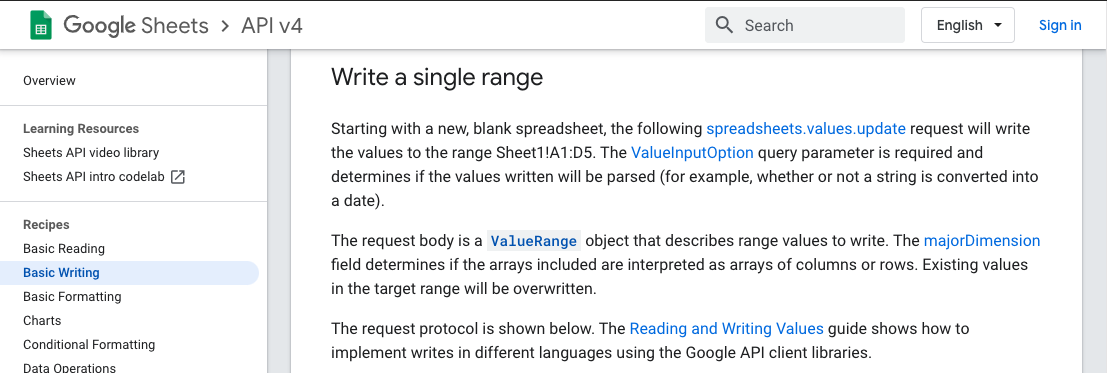 Google Sheets > API v4
Search
English
Sign in
Overview
Learning Resources
Sheets API video library
Sheets API intro codelab
Recipes
Basic Reading
Basic Writing
Basic Formatting
Charts
Conditional Formatting
Data Operations
Write a single range
Starting with a new, blank spreadsheet, the following spreadsheets.values.update request will write
the values to the range Sheet1!A1:D5. The ValueInputOption query parameter is required and
determines if the values written will be parsed (for example, whether or not a string is converted into
a date).
The request body is a ValueRange object that describes range values to write. The majorDimension
field determines if the arrays included are interpreted as arrays of columns or rows. Existing values
in the target range will be overwritten.
The request protocol is shown below. The Reading and Writing Values guide shows how to
implement writes in different languages using the Google API client libraries.